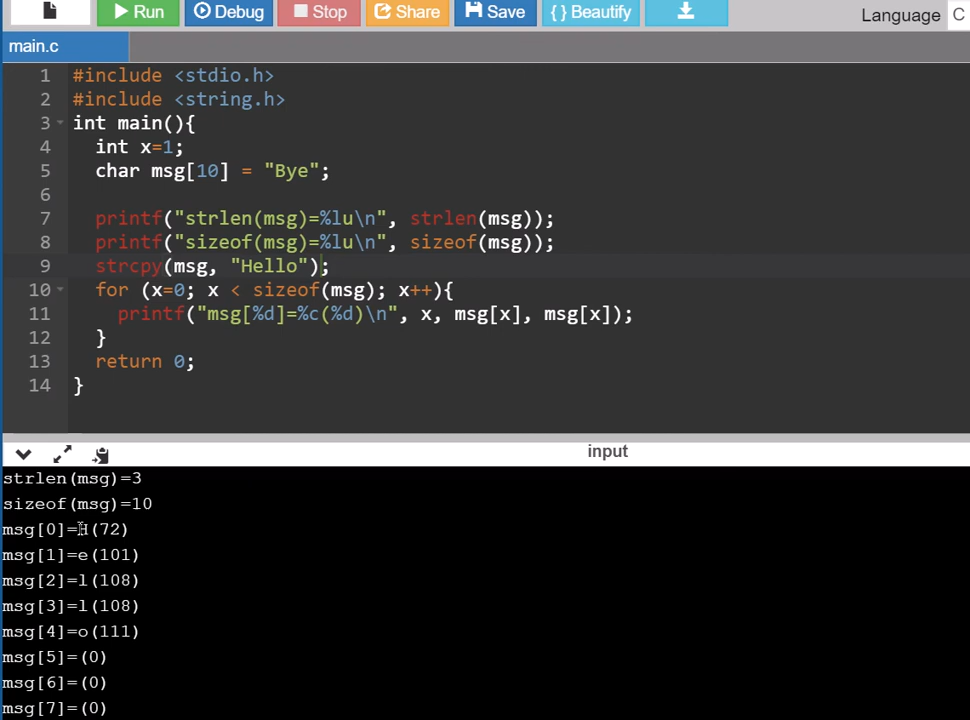 Run Debug Stop Share Save { } Beautify Language C
main.c
1 #include <stdio.h>
2 #include <string.h>
3 int main(){
4 int x=1;
5 char msg[10] = "Bye";
6
7 printf("strlen(msg)=%lu\n", strlen(msg));
8 printf("sizeof(msg)=%lu\n", sizeof(msg));
9 strcpy(msg, "Hello");
10 for (x=0; x < sizeof(msg); x++){
11 printf("msg[%d]=%c(%d)\n", x, msg[x], msg[x]);
12 }
13 return 0;
14 }
input
strlen(msg)=3
sizeof(msg)=10
msg[0]=H(72)
msg[1]=e(101)
msg[2]=l(108)
msg[3]=l(108)
msg[4]=o(111)
msg[5]=(0)
msg[6]=(0)
msg[7]=(0)